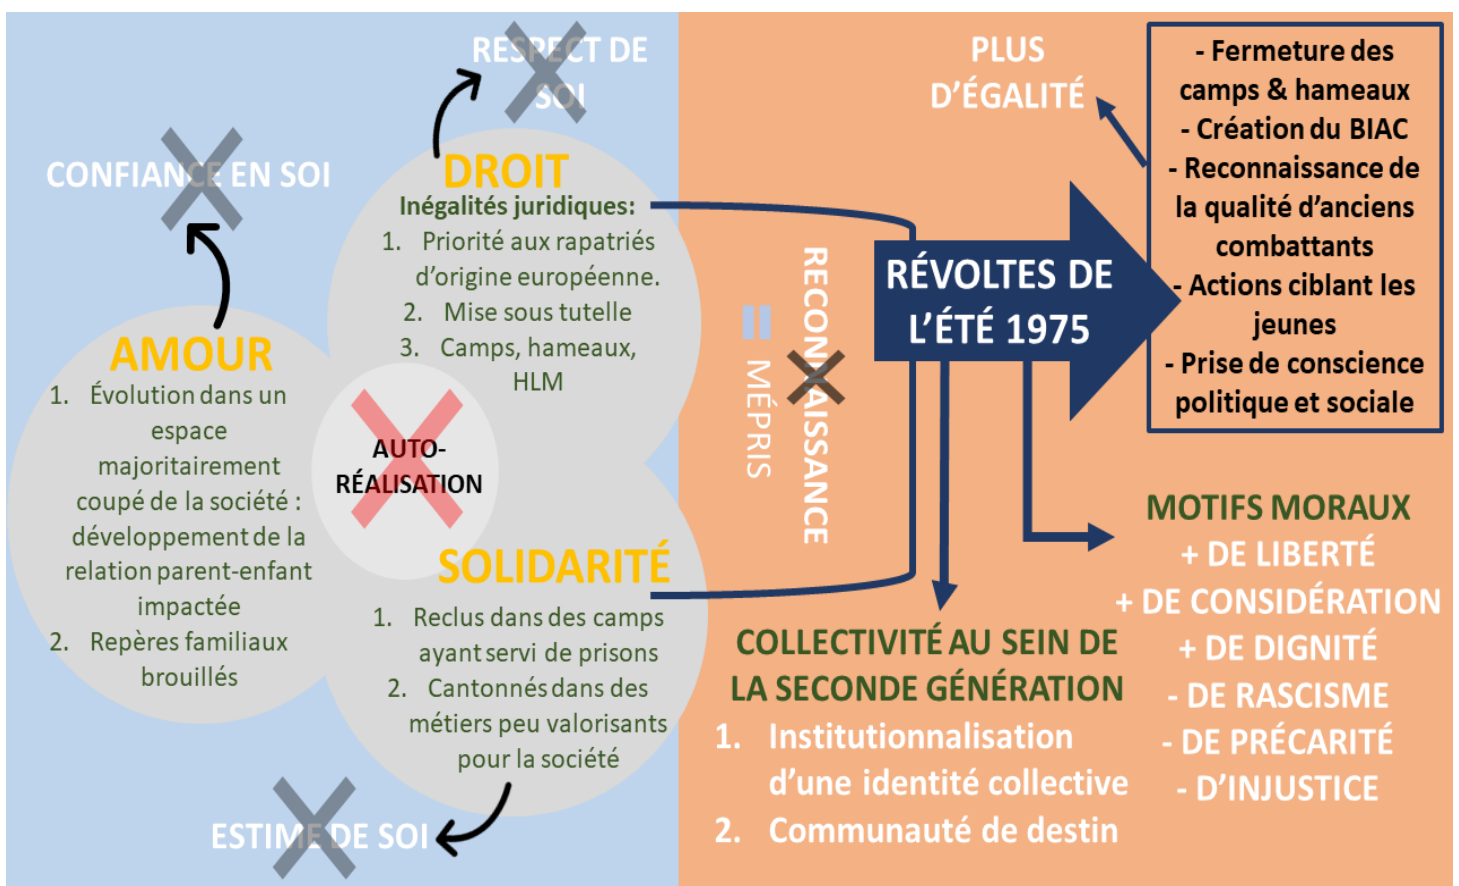 RESPECT DE
SOI
CONFIANCE EN SOI
DROIT
Inégalités juridiques:
1. Priorité aux rapatriés
d'origine européenne.
2. Mise sous tutelle
3. Camps, hameaux,
HLM
AMOUR
1. Évolution dans un
espace
majoritairement
coupé de la société :
développement de la
relation parent-enfant
impactée
2. Repères familiaux
brouillés
AUTO-
RÉALISATION
SOLIDARITÉ
1. Reclus dans des camps
ayant servi de prisons
2. Cantonnés dans des
métiers peu valorisants
pour la société
ESTIME DE SOI
MÉPRIS
=
RECONNAISSANCE
RÉVOLTES DE
L'ÉTÉ 1975
PLUS
D'ÉGALITÉ
- Fermeture des
camps & hameaux
- Création du BIAC
- Reconnaissance de
la qualité d'anciens
combattants
- Actions ciblant les
jeunes
- Prise de conscience
politique et sociale
COLLECTIVITÉ AU SEIN DE
LA SECONDE GÉNÉRATION
1. Institutionnalisation
d'une identité collective
2. Communauté de destin
MOTIFS MORAUX
+ DE LIBERTÉ
+ DE CONSIDÉRATION
+ DE DIGNITÉ
- DE RASCISME
- DE PRÉCARITÉ
- D'INJUSTICE